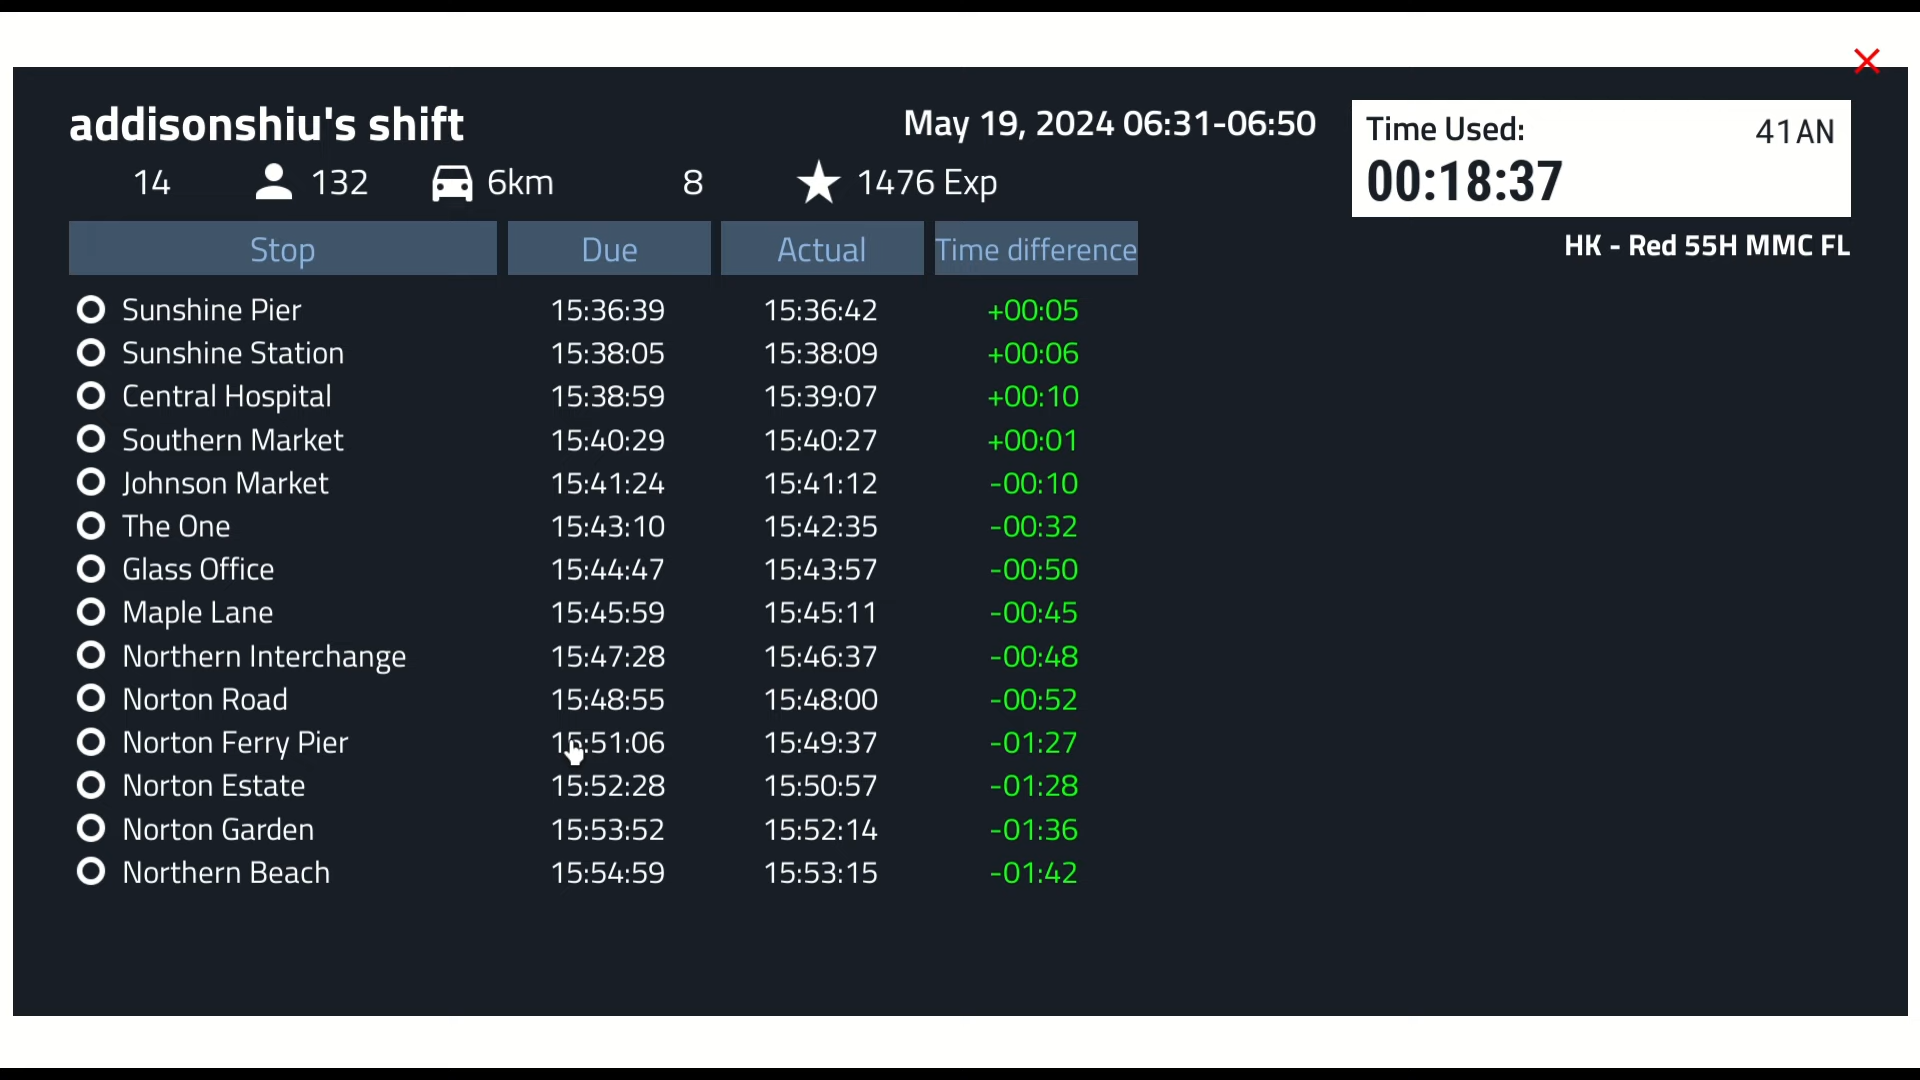 addisonshiu's shift
May 19, 2024 06:31-06:50
Time Used: 41AN
00:18:37
14 132 6km 8 1476 Exp
HK - Red 55H MMC FL
Stop Due Actual Time difference
Sunshine Pier 15:36:39 15:36:42 +00:05
Sunshine Station 15:38:05 15:38:09 +00:06
Central Hospital 15:38:59 15:39:07 +00:10
Southern Market 15:40:29 15:40:27 +00:01
Johnson Market 15:41:24 15:41:12 -00:10
The One 15:43:10 15:42:35 -00:32
Glass Office 15:44:47 15:43:57 -00:50
Maple Lane 15:45:59 15:45:11 -00:45
Northern Interchange 15:47:28 15:46:37 -00:48
Norton Road 15:48:55 15:48:00 -00:52
Norton Ferry Pier 15:51:06 15:49:37 -01:27
Norton Estate 15:52:28 15:50:57 -01:28
Norton Garden 15:53:52 15:52:14 -01:36
Northern Beach 15:54:59 15:53:15 -01:42